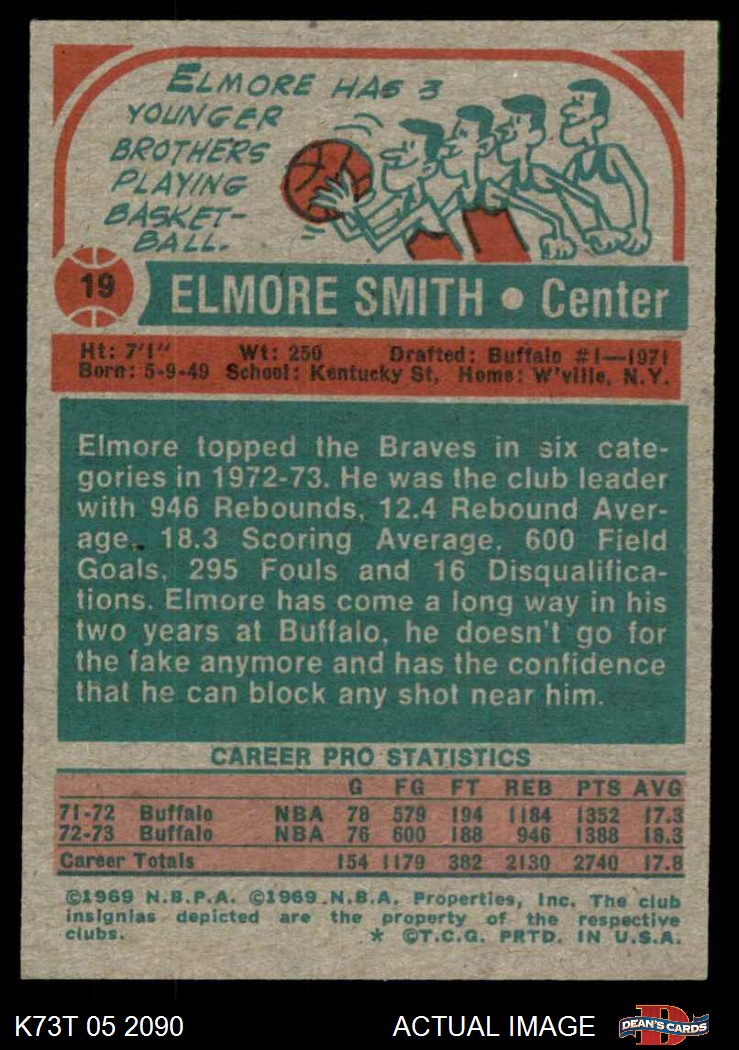 ELMORE HAS 3
YOUNGER
BROTHERS
PLAYING
BASKET-
BALL.
19
ELMORE SMITH • Center
Ht: 7'1" Wt: 250 Drafted: Buffalo #1—1971
Born: 5-9-49 School: Kentucky St, Home: W'ville, N.Y.
Elmore topped the Braves in six cate-
gories in 1972-73. He was the club leader
with 946 Rebounds, 12.4 Rebound Aver-
age, 18.3 Scoring Average, 600 Field
Goals, 295 Fouls and 16 Disqualifica-
tions. Elmore has come a long way in his
two years at Buffalo, he doesn't go for
the fake anymore and has the confidence
that he can block any shot near him.
CAREER PRO STATISTICS
G FG FT REB PTS AVG
71-72 Buffalo NBA 78 579 194 1184 1352 17.3
72-73 Buffalo NBA 76 600 188 946 1388 18.3
Career Totals 154 1179 382 2130 2740 17.8
©1969 N.B.P.A. ©1969 N.B.A. Properties, Inc. The club
insignias depicted are the property of the respective
clubs. * ©T.C.G. PRTD. IN U.S.A.
K73T 05 2090 ACTUAL IMAGE D DEAN'S CARDS